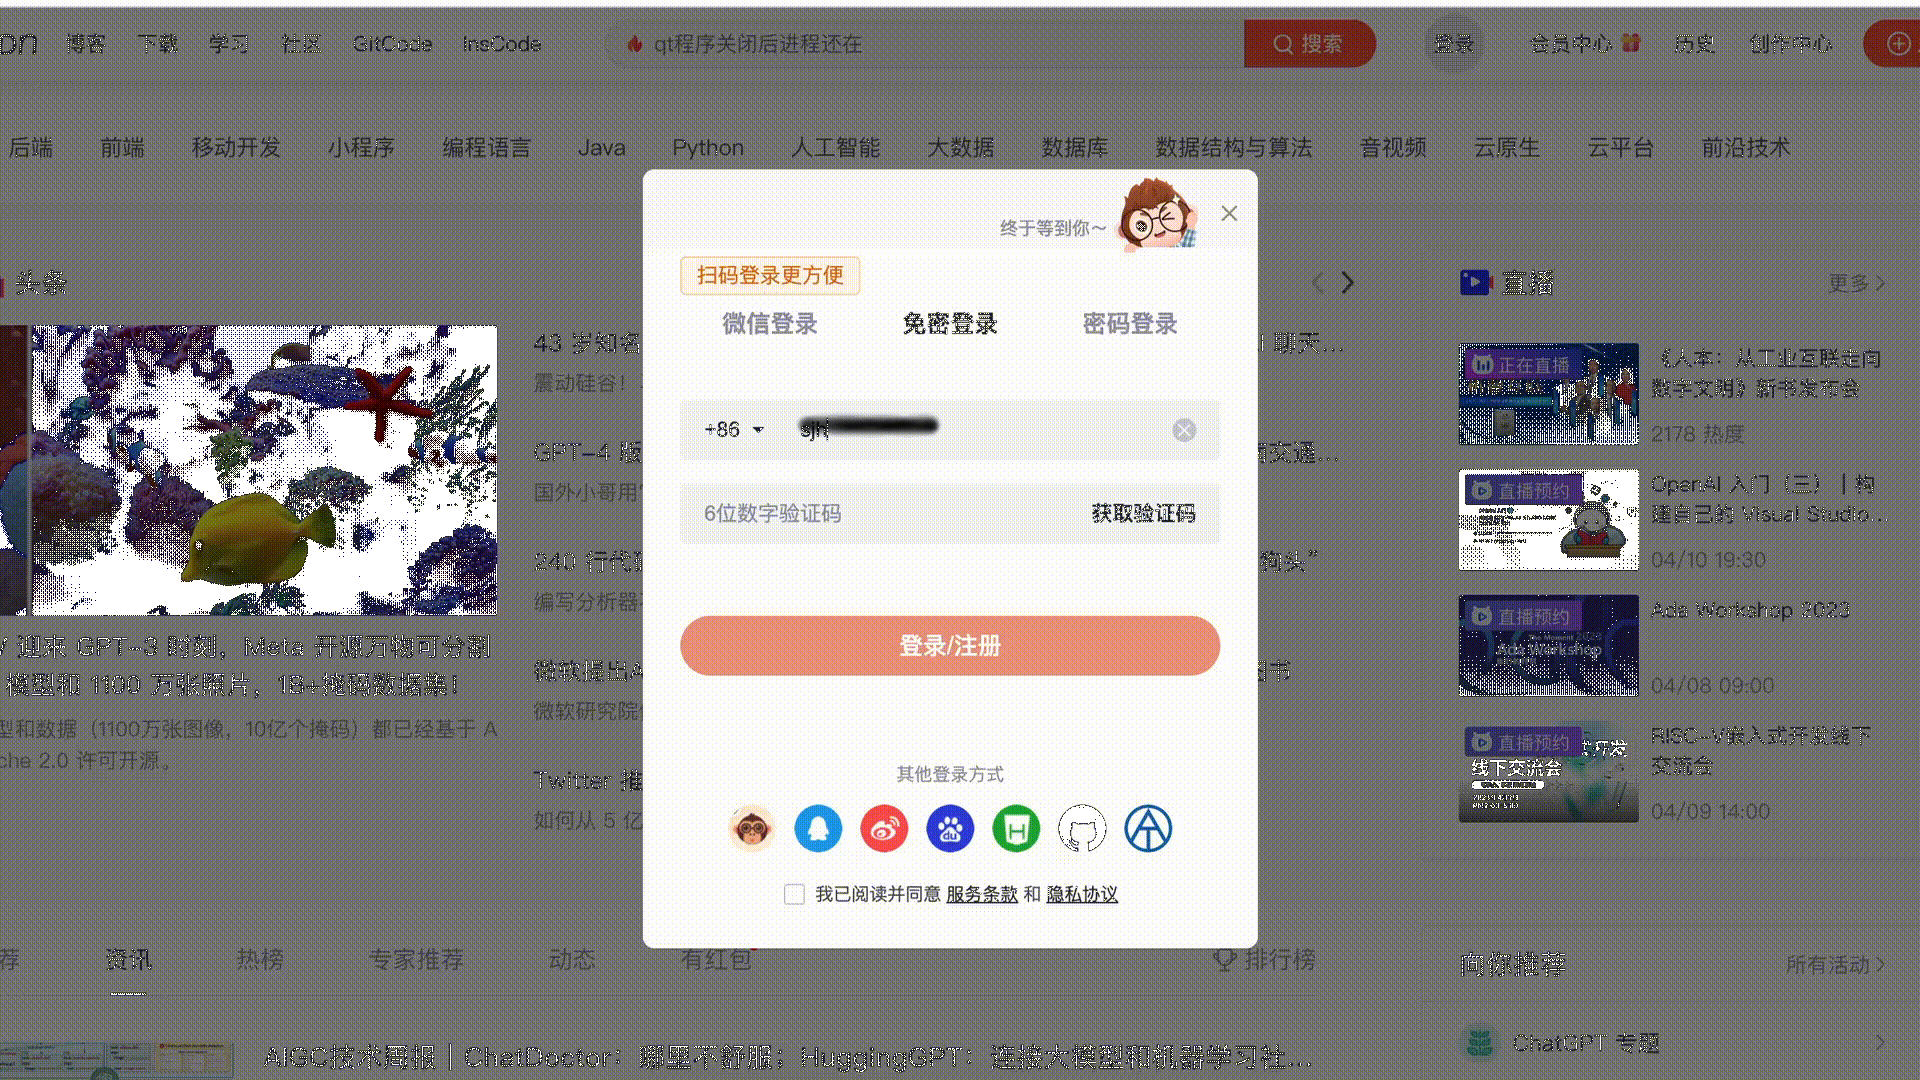 on 博客 下载 学习 社区 GitCode InsCode qt程序关闭后进程还在 搜索 登录 会员中心 历史 创作中心
后端 前端 移动开发 小程序 编程语言 Java Python 人工智能 大数据 数据库 数据结构与算法 音视频 云原生 云平台 前沿技术
终于等到你～
扫码登录更方便
微信登录 免密登录 密码登录
+86 sjh
6位数字验证码 获取验证码
登录/注册
其他登录方式
我已阅读并同意 服务条款 和 隐私协议
头条
迎来 GPT-3 时刻，Meta 开源万物可分割
模型和 1100 万张照片，1B+掩码数据集！
型和数据（1100万张图像，10亿个掩码）都已经基于 A
che 2.0 许可开源。
43 岁知名
聊天...
震动硅谷！
GPT-4 版
交通...
国外小哥用
240 行代
狗头”
编写分析器
微软提出A
图书
微软研究院
Twitter 推
如何从 5 亿
直播 更多
正在直播
《人本：从工业互联走向
数字文明》新书发布会
2178 热度
直播预约
OpenAI 入门（三）｜构
建自己的 Visual Studio...
04/10 19:30
直播预约
Ada Workshop
Ada Workshop 2023
04/08 09:00
直播预约
线下交流会
RISC-V嵌入式开发线下
交流会
04/09 14:00
荐 资讯 热榜 专家推荐 动态 有红包 排行榜
向你推荐 所有活动
AIGC技术周报｜ChatDoctor：哪里不舒服；HuggingGPT：连接大模型和机器学习社...
ChatGPT 专题